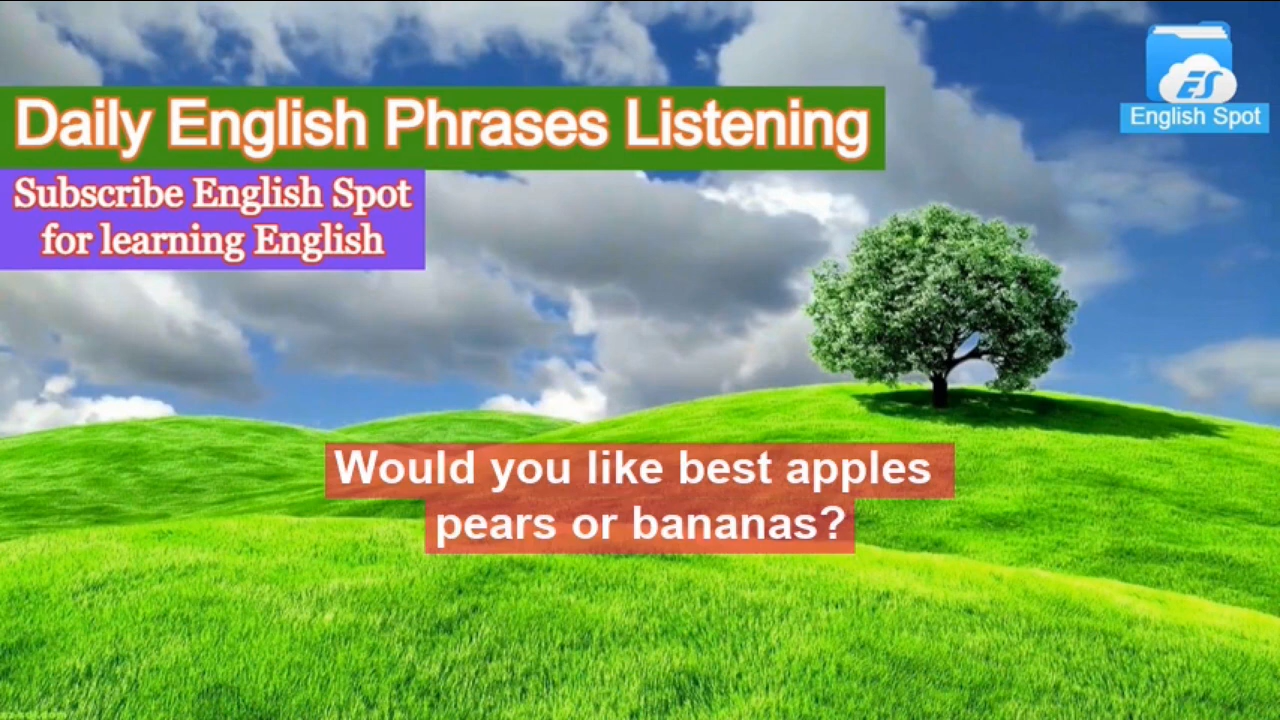 Daily English Phrases Listening
Subscribe English Spot
for learning English
ES
English Spot
Would you like best apples
pears or bananas?